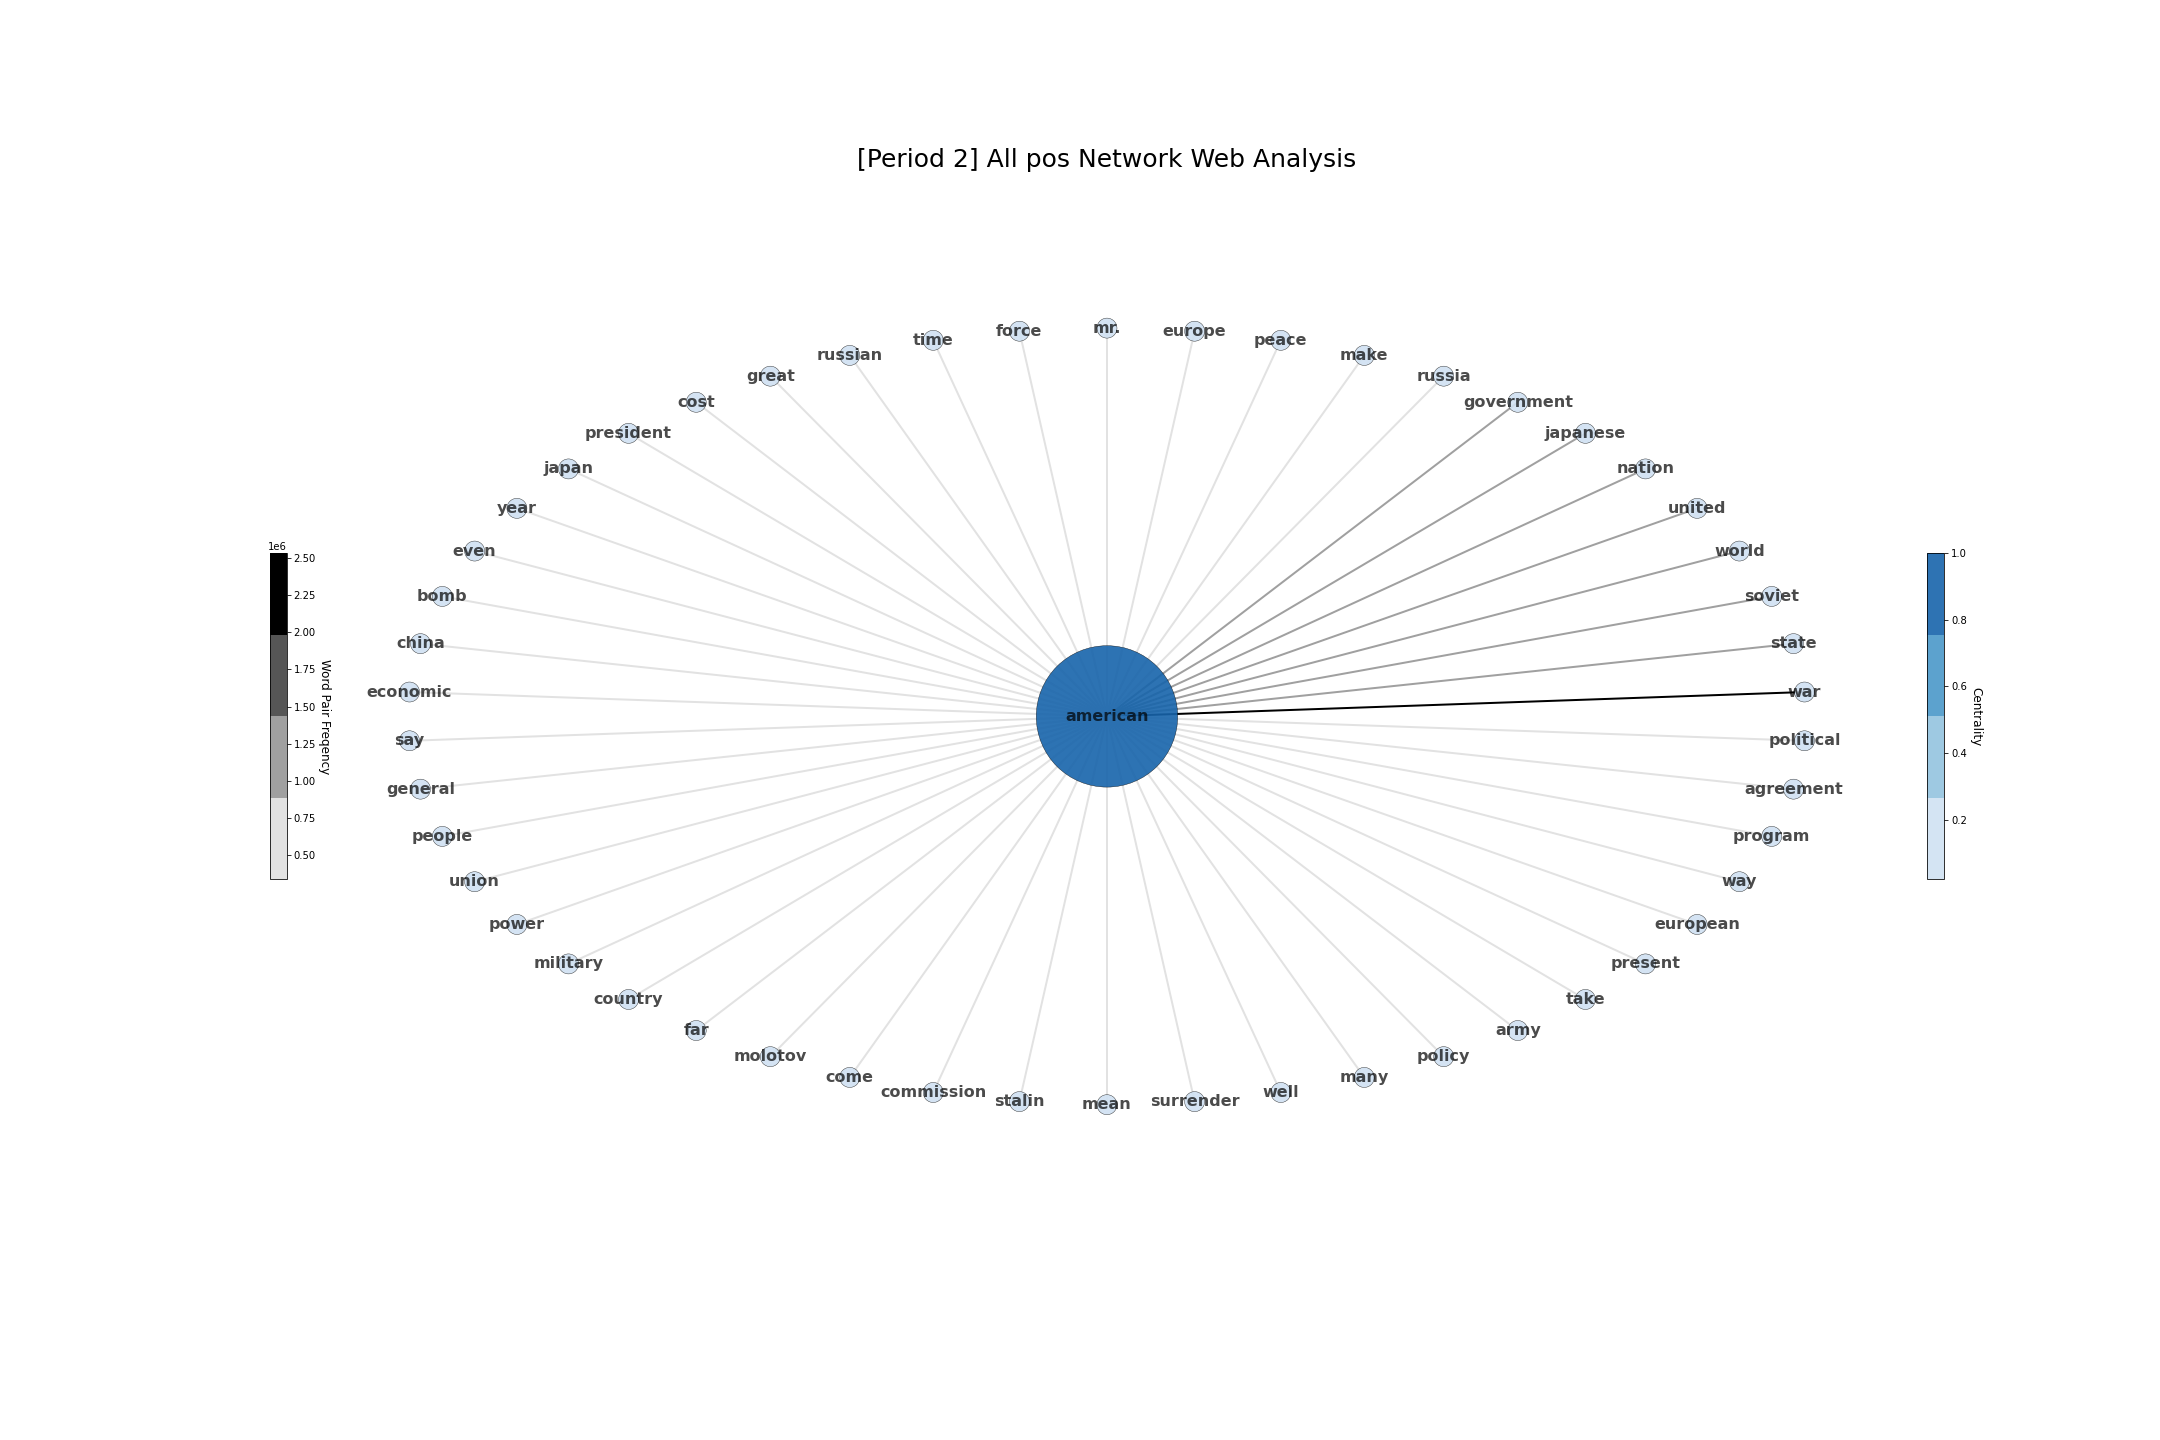 [Period 2] All pos Network Web Analysis
mr.
force
europe
time
peace
russian
make
great
russia
cost
government
president
japanese
japan
nation
year
united
even
world
bomb
soviet
china
state
economic
war
american
say
political
general
agreement
people
program
union
way
power
european
military
present
country
take
far
army
molotov
policy
come
many
commission
well
stalin
surrender
mean
1e6
2.50
2.25
2.00
1.75
1.50
1.25
1.00
0.75
0.50
Word Pair Freqency
1.0
0.8
0.6
0.4
0.2
Centrality